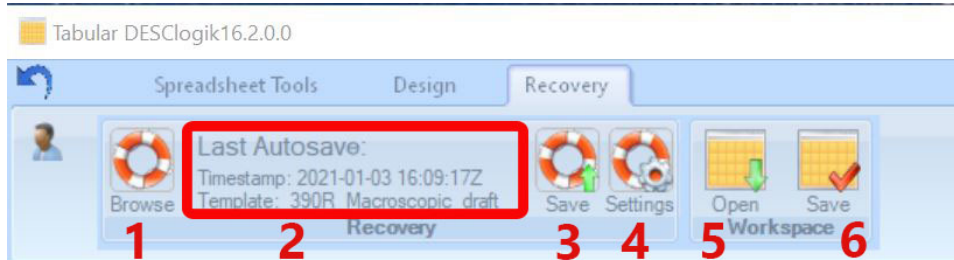 Tabular DESClogik16.2.0.0
Spreadsheet Tools Design Recovery
Last Autosave:
Timestamp: 2021-01-03 16:09:17Z
Template: 390R_Macroscopic_draft
Browse Save Settings Open Save
Recovery Workspace
1 2 3 4 5 6